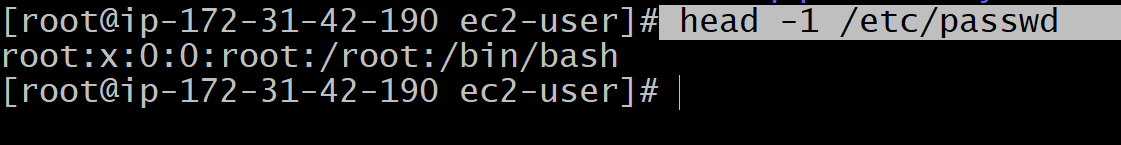 [root@ip-172-31-42-190 ec2-user]# head -1 /etc/passwd
root:x:0:0:root:/root:/bin/bash
[root@ip-172-31-42-190 ec2-user]#